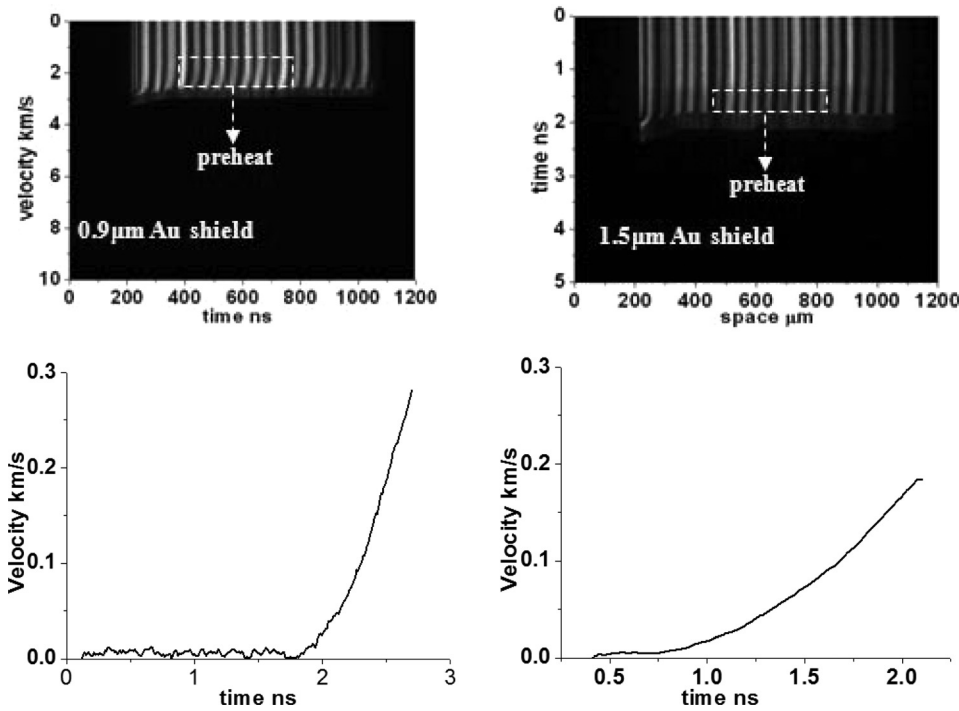 0
2
4
6
8
10
velocity km/s
preheat
0.9μm Au shield
0 200 400 600 800 1000 1200
time ns
0
1
2
3
4
5
time ns
preheat
1.5μm Au shield
0 200 400 600 800 1000 1200
space μm
0.3
0.2
0.1
0.0
Velocity km/s
0 1 2 3
time ns
0.3
0.2
0.1
0.0
Velocity km/s
0.5 1.0 1.5 2.0
time ns